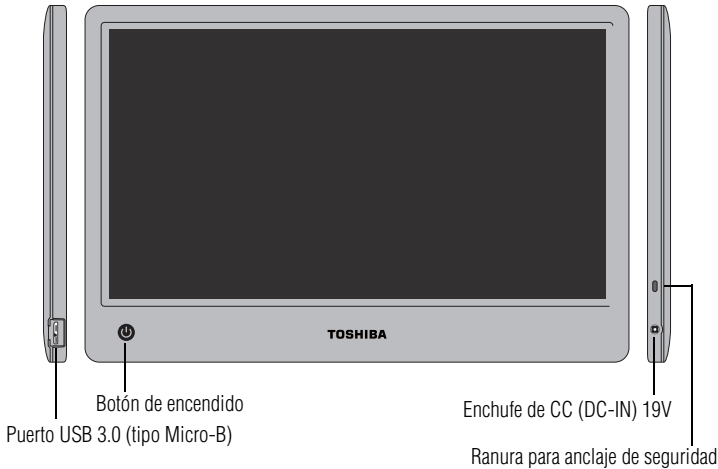 TOSHIBA
Botón de encendido
Puerto USB 3.0 (tipo Micro-B)
Enchufe de CC (DC-IN) 19V
Ranura para anclaje de seguridad